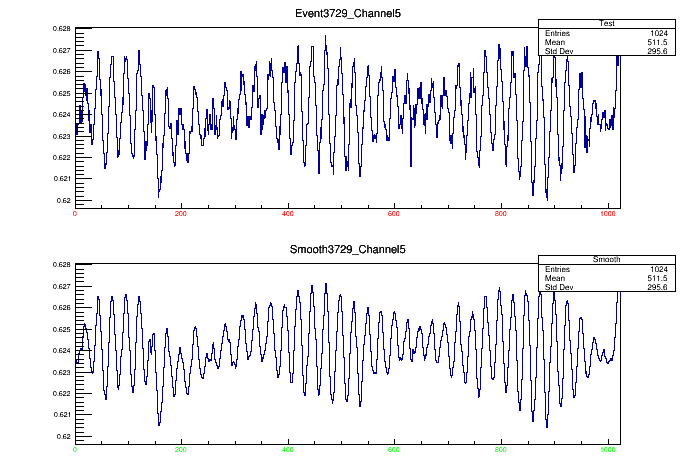 Event3729_Channel5
Test
Entries 1024
Mean 511.5
Std Dev 295.6
0.628
0.627
0.626
0.625
0.624
0.623
0.622
0.621
0.62
0 200 400 600 800 1000
Smooth3729_Channel5
Smooth
Entries 1024
Mean 511.5
Std Dev 295.6
0.628
0.627
0.626
0.625
0.624
0.623
0.622
0.621
0.62
0 200 400 600 800 1000